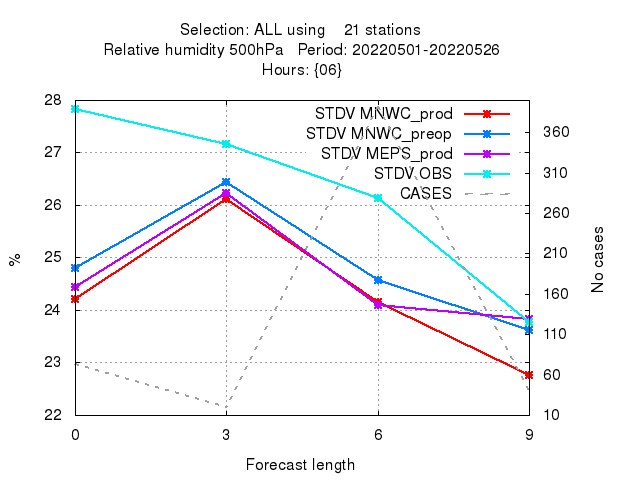 Selection: ALL using    21 stations
Relative humidity 500hPa   Period: 20220501-20220526
Hours: {06}
STDV MNWC_prod
STDV MNWC_preop
STDV MEPS_prod
STDV OBS
CASES
28
27
26
25
24
23
22
%
360
310
260
210
160
110
60
10
No cases
0 3 6 9
Forecast length